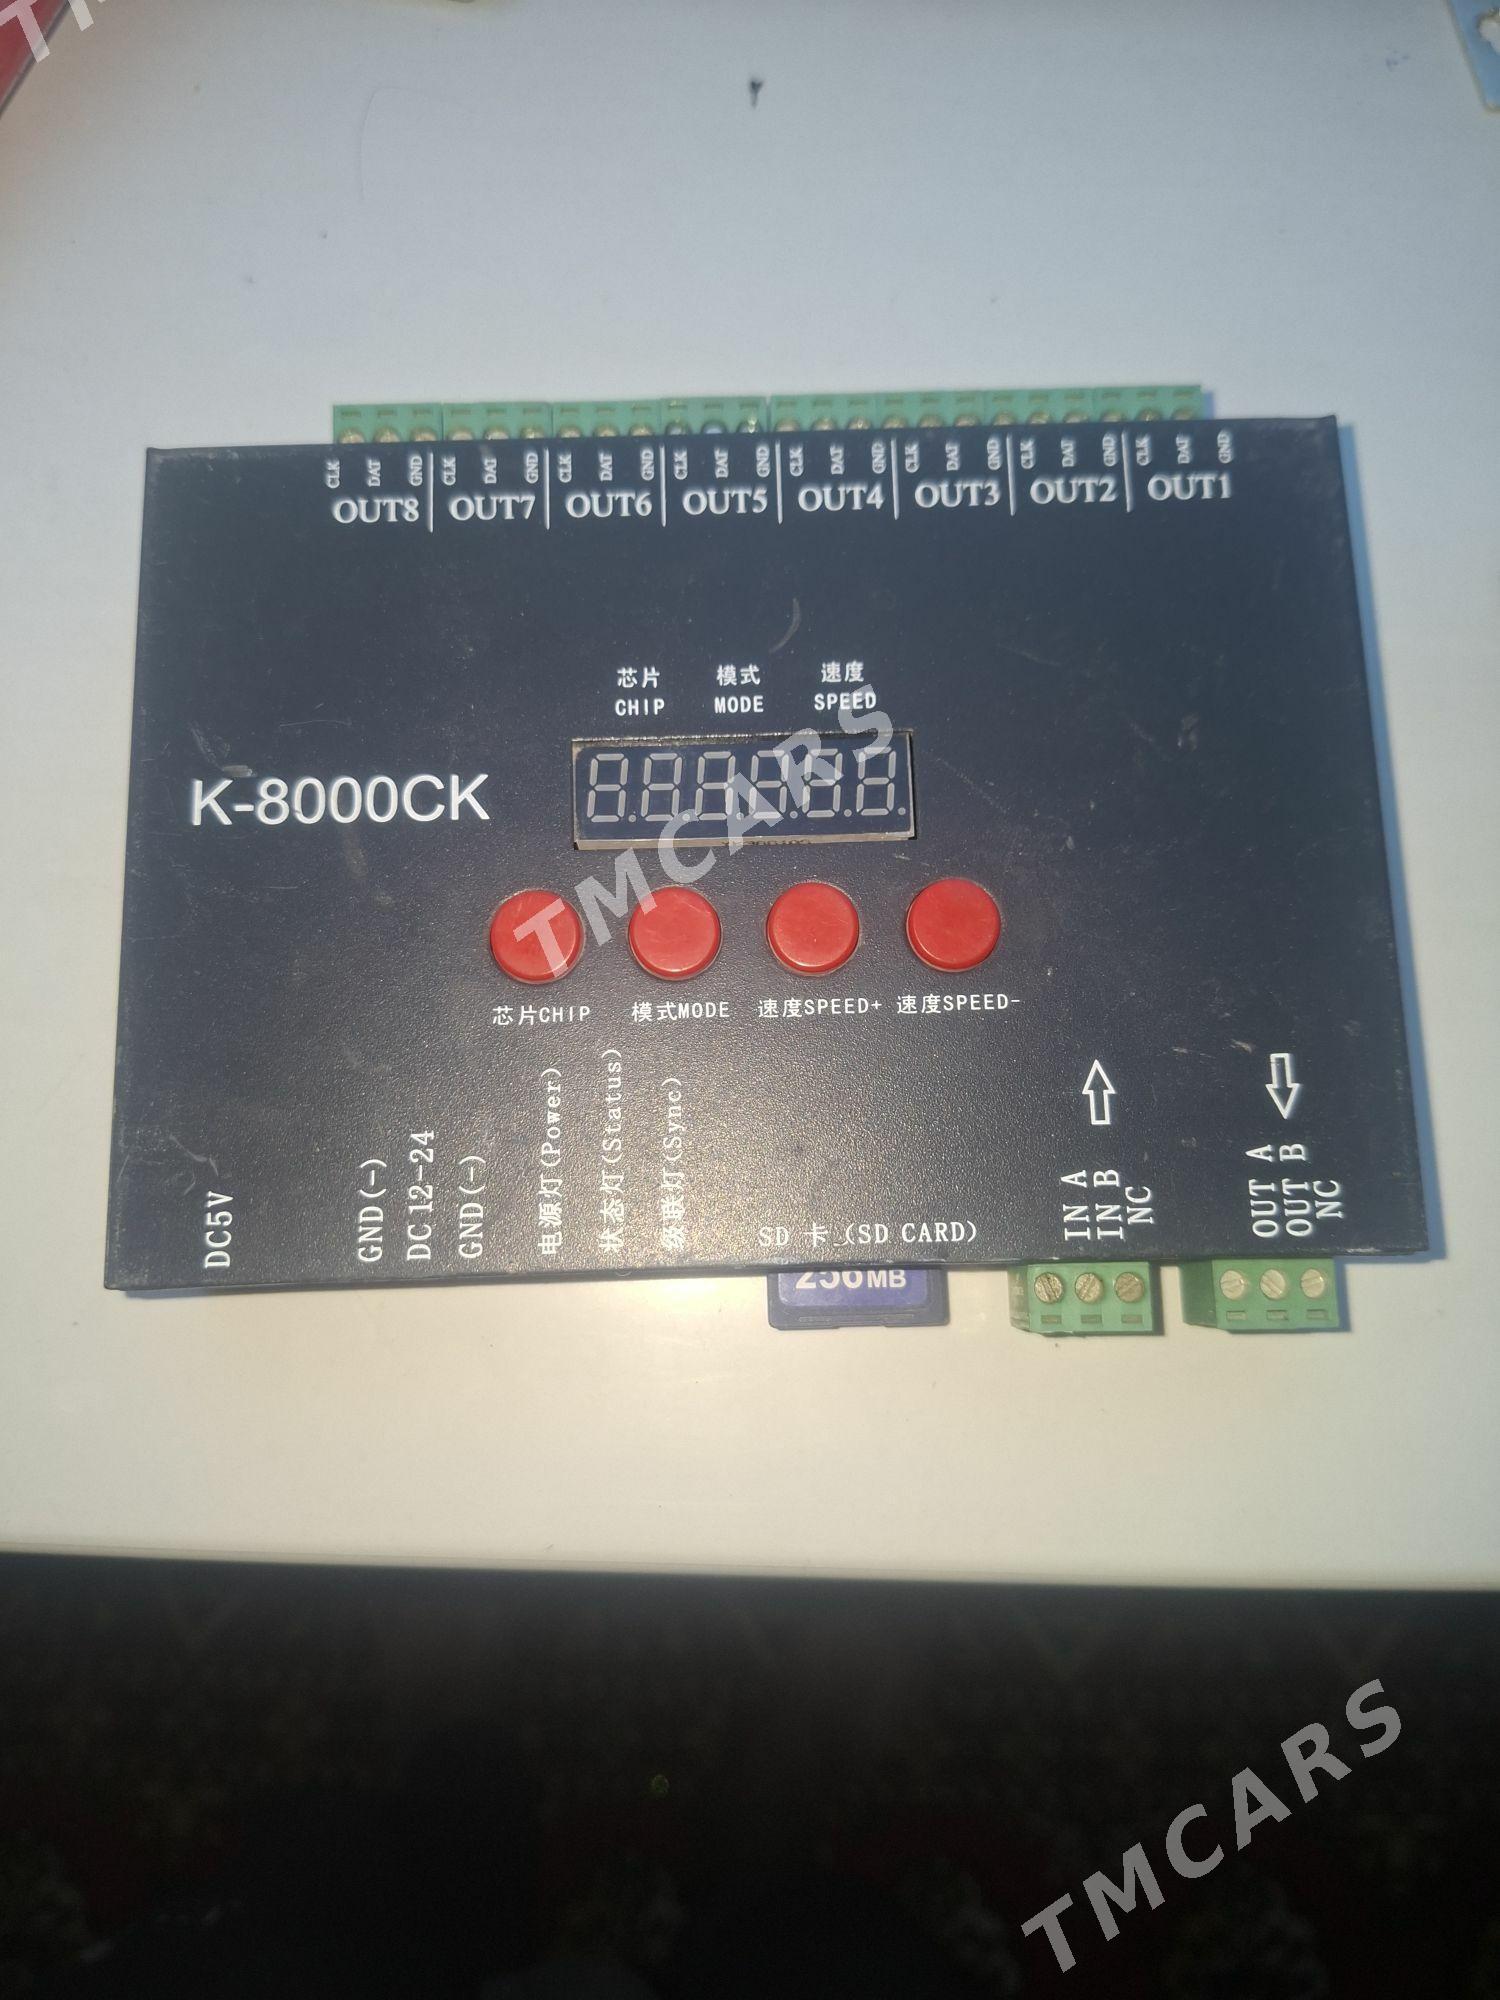 CLK DAT GND CLK DAT GND CLK DAT GND CLK DAT GND CLK DAT GND CLK DAT GND CLK DAT GND CLK DAT GND
OUT8 OUT7 OUT6 OUT5 OUT4 OUT3 OUT2 OUT1
芯片 模式 速度
CHIP MODE SPEED
K-8000CK
芯片CHIP 模式MODE 速度SPEED+ 速度SPEED-
DC5V
GND(-)
DC12-24
GND(-)
电源灯(Power)
状态灯(Status)
级联灯(Sync)
SD 卡 (SD CARD)
IN A
IN B
NC
OUT A
OUT B
NC
256MB
TMCARS
TMCARS